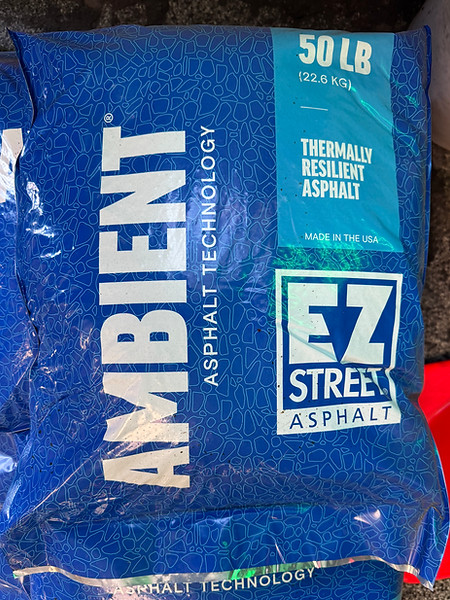 50 LB
(22.6 KG)
THERMALLY
RESILIENT
ASPHALT
MADE IN THE USA
AMBIENT®
ASPHALT TECHNOLOGY
EZ
STREET®
ASPHALT
ASPHALT TECHNOLOGY